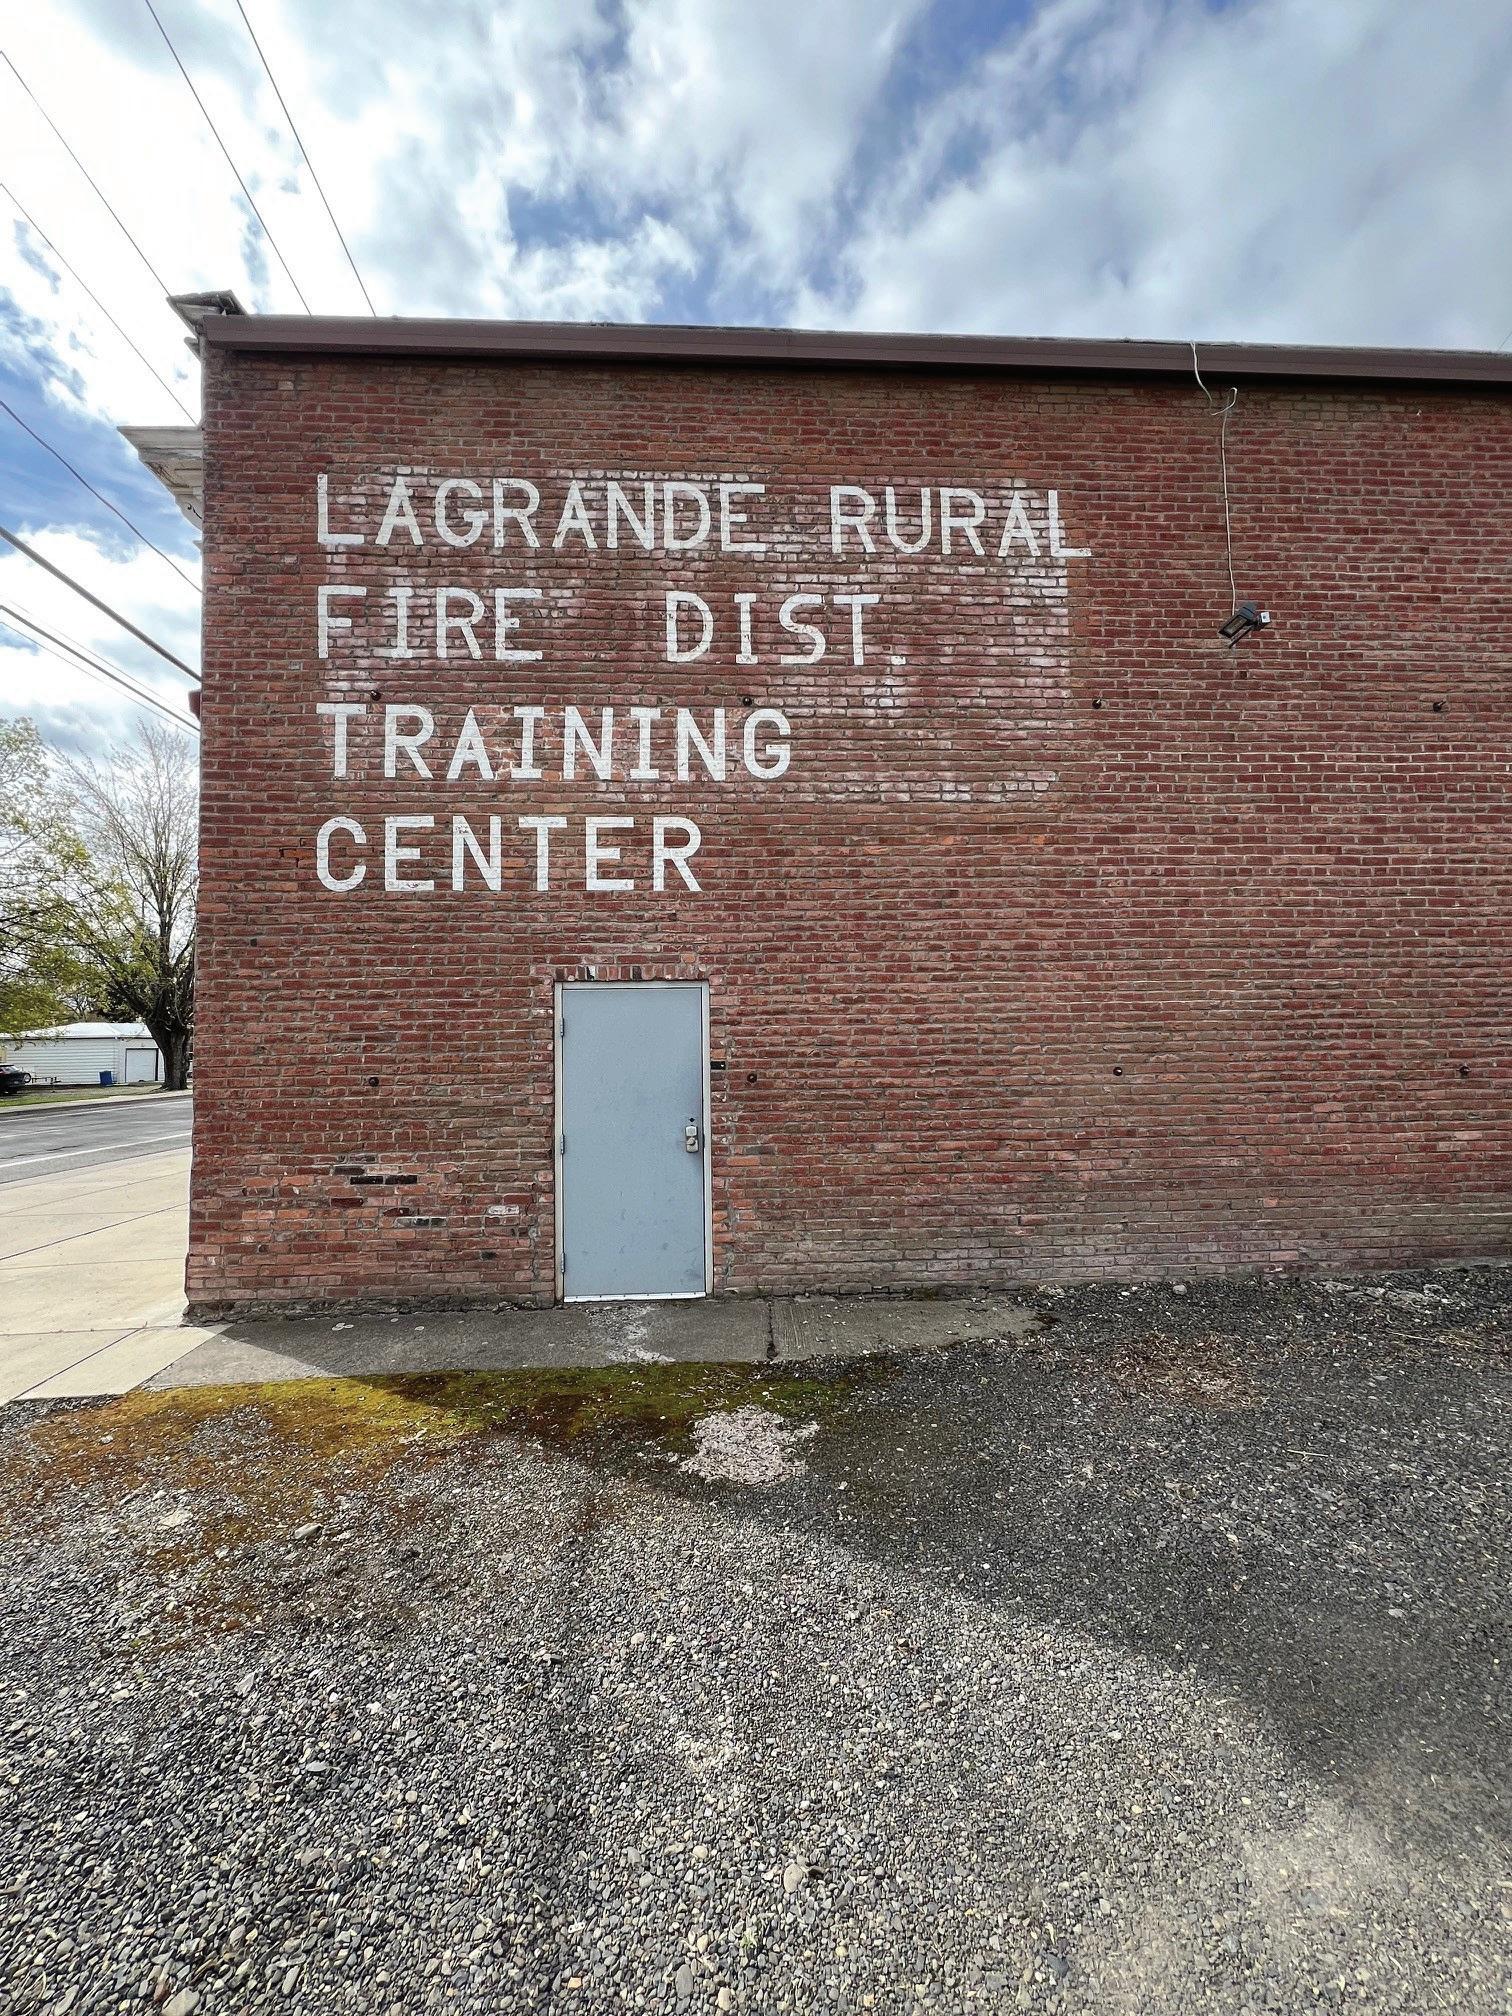 LAGRANDE RURAL
FIRE DIST.
TRAINING
CENTER